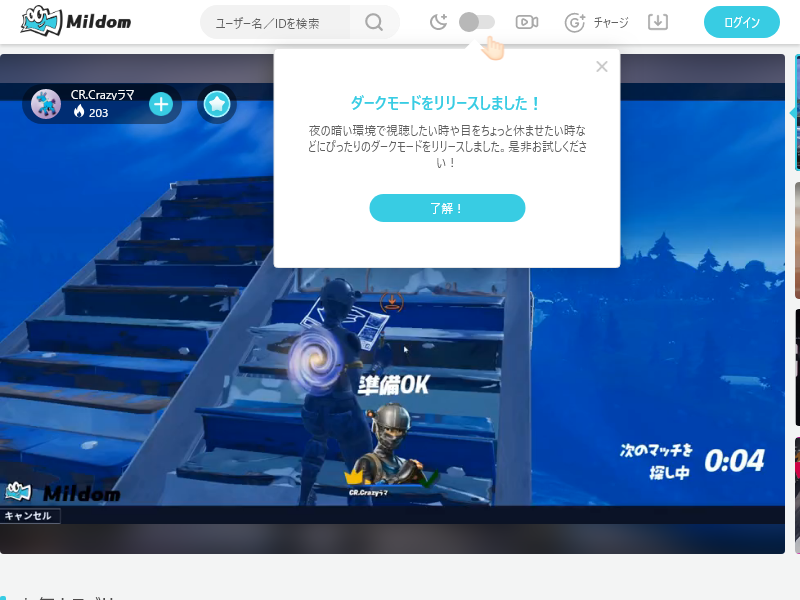 Mildom
ユーザー名／IDを検索
チャージ
ログイン
CR.Crazyラマ
203
ダークモードをリリースしました！
夜の暗い環境で視聴したい時や目をちょっと休ませたい時な
どにぴったりのダークモードをリリースしました。是非お試しくださ
い！
了解！
準備OK
次のマッチを
探し中
0:04
CR.Crazyラマ
Mildom
キャンセル